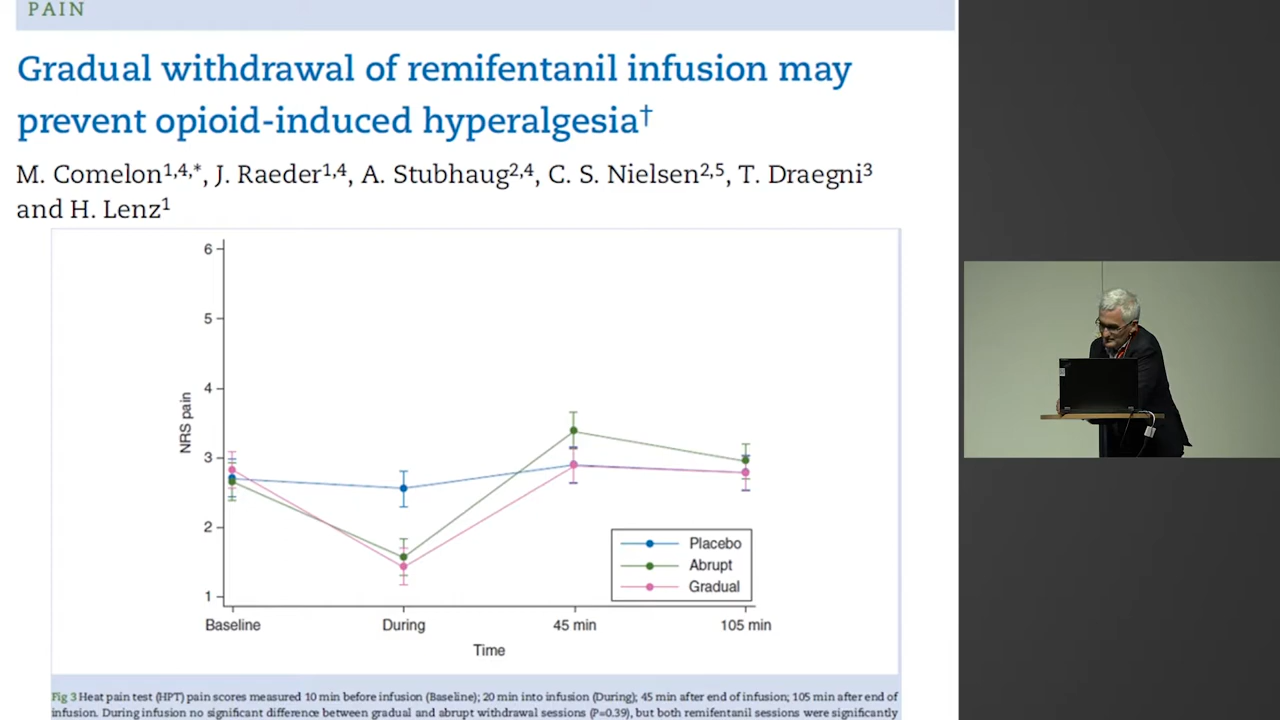 PAIN
Gradual withdrawal of remifentanil infusion may
prevent opioid-induced hyperalgesia†
M. Comelon1,4,*, J. Raeder1,4, A. Stubhaug2,4, C. S. Nielsen2,5, T. Draegni3
and H. Lenz1
6
5
4
3
2
1
NRS pain
Placebo
Abrupt
Gradual
Baseline
During
45 min
105 min
Time
Fig 3 Heat pain test (HPT) pain scores measured 10 min before infusion (Baseline); 20 min into infusion (During); 45 min after end of infusion; 105 min after end of
infusion. During infusion no significant difference between gradual and abrupt withdrawal sessions (P=0.39), but both remifentanil sessions were significantly